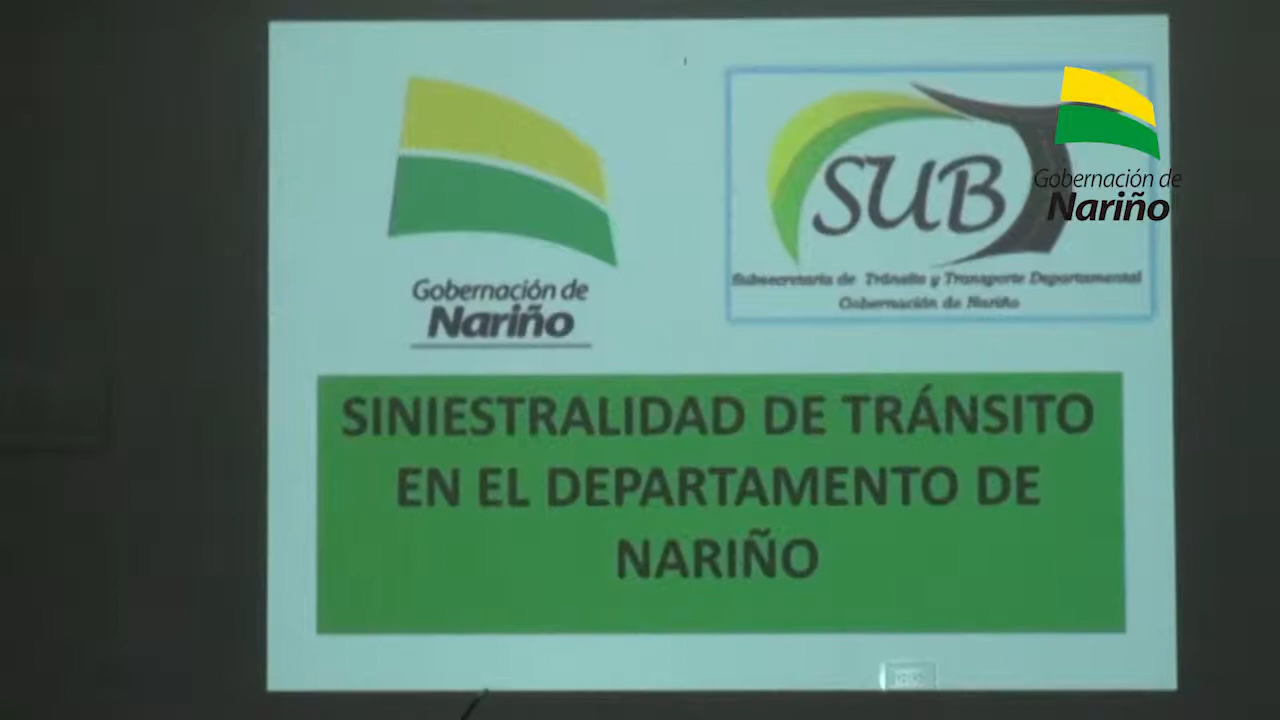 Gobernación de
Nariño
SUB
Subsecretaría de Tránsito y Transporte Departamental
Gobernación de Nariño
Gobernación de
Nariño
SINIESTRALIDAD DE TRÁNSITO
EN EL DEPARTAMENTO DE
NARIÑO